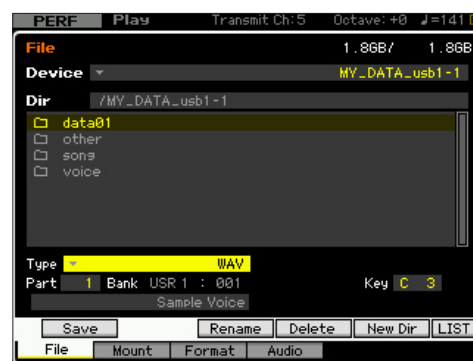 PERF Play Transmit Ch:5 Octave:+0 ♩=141
File 1.8GB/ 1.8GB
Device MY_DATA_usb1-1
Dir /MY_DATA_usb1-1
data01
other
song
voice
Type WAV
Part 1 Bank USR 1 : 001 Key C 3
Sample Voice
Save Rename Delete New Dir LIST
File Mount Format Audio